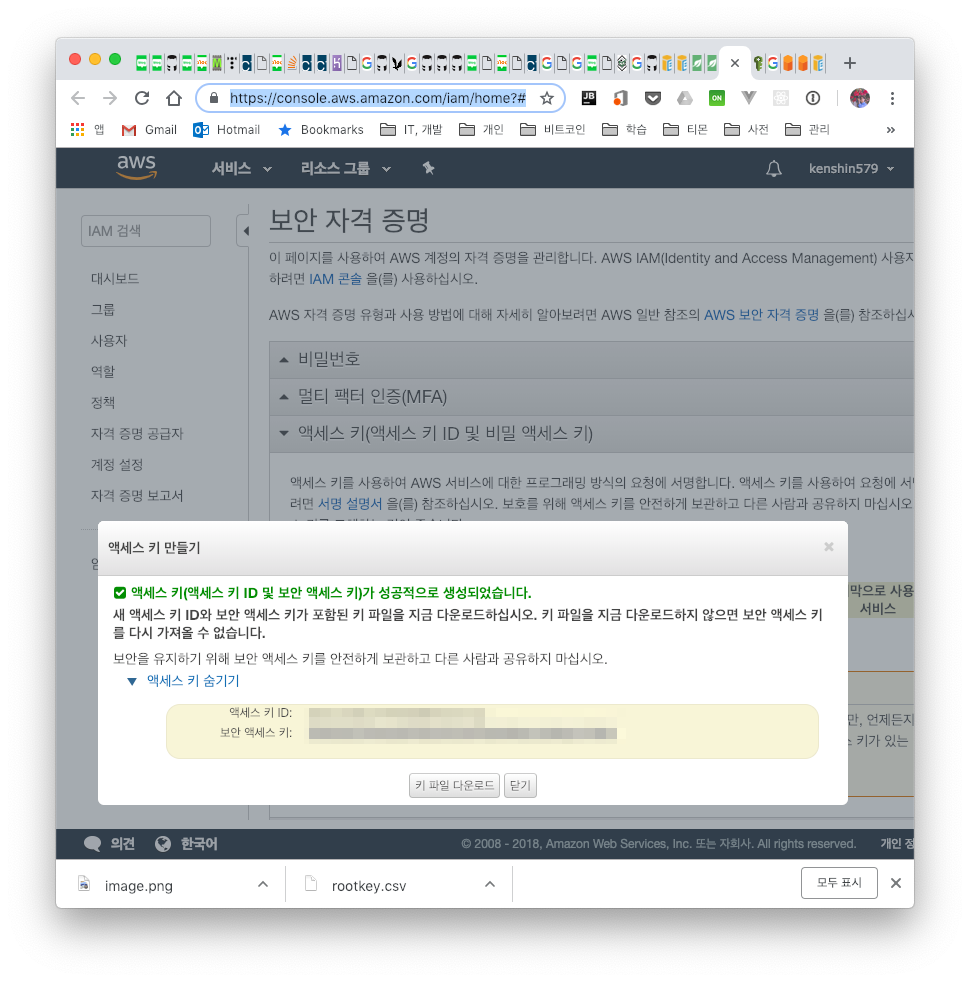 https://console.aws.amazon.com/iam/home?#
앱
Gmail
Hotmail
Bookmarks
IT, 개발
개인
비트코인
학습
티몬
사전
관리
»
aws
서비스
리소스 그룹
kenshin579
IAM 검색
대시보드
그룹
사용자
역할
정책
자격 증명 공급자
계정 설정
자격 증명 보고서
보안 자격 증명
이 페이지를 사용하여 AWS 계정의 자격 증명을 관리합니다. AWS IAM(Identity and Access Management) 사용자
하려면 IAM 콘솔 을(를) 사용하십시오.
AWS 자격 증명 유형과 사용 방법에 대해 자세히 알아보려면 AWS 일반 참조의 AWS 보안 자격 증명 을(를) 참조하십시
비밀번호
멀티 팩터 인증(MFA)
액세스 키(액세스 키 ID 및 비밀 액세스 키)
액세스 키를 사용하여 AWS 서비스에 대한 프로그래밍 방식의 요청에 서명합니다. 액세스 키를 사용하여 요청에 서
려면 서명 설명서 을(를) 참조하십시오. 보호를 위해 액세스 키를 안전하게 보관하고 다른 사람과 공유하지 마십시오
막으로 사용
서비스
만, 언제든지
키가 있는
액세스 키 만들기
액세스 키(액세스 키 ID 및 보안 액세스 키)가 성공적으로 생성되었습니다.
새 액세스 키 ID와 보안 액세스 키가 포함된 키 파일을 지금 다운로드하십시오. 키 파일을 지금 다운로드하지 않으면 보안 액세스 키
를 다시 가져올 수 없습니다.
보안을 유지하기 위해 보안 액세스 키를 안전하게 보관하고 다른 사람과 공유하지 마십시오.
액세스 키 숨기기
액세스 키 ID:
보안 액세스 키:
키 파일 다운로드
닫기
의견
한국어
© 2008 - 2018, Amazon Web Services, Inc. 또는 자회사. All rights reserved.
개인 정
image.png
rootkey.csv
모두 표시